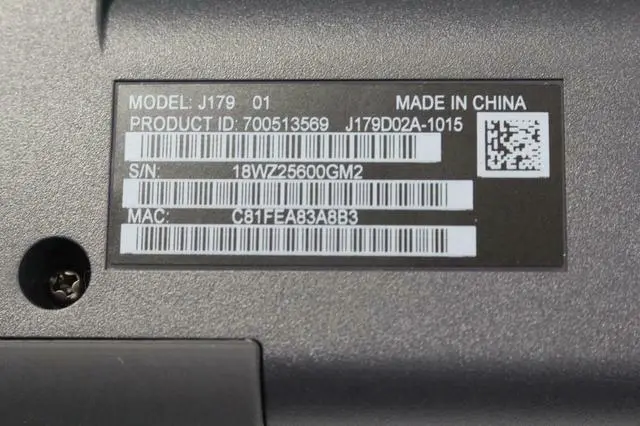 MODEL: J179 01 MADE IN CHINA
PRODUCT ID: 700513569 J179D02A-1015
S/N: 18WZ25600GM2
MAC: C81FEA83A8B3